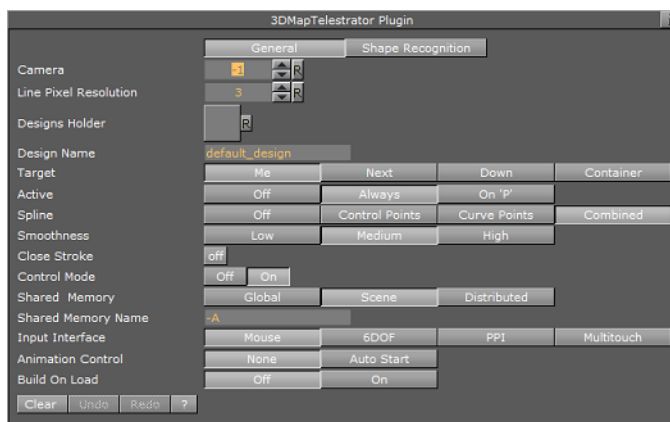 3DMapTelestrator Plugin
General Shape Recognition
Camera -1 R
Line Pixel Resolution 3 R
Designs Holder R
Design Name default_design
Target Me Next Down Container
Active Off Always On 'P'
Spline Off Control Points Curve Points Combined
Smoothness Low Medium High
Close Stroke off
Control Mode Off On
Shared Memory Global Scene Distributed
Shared Memory Name -A
Input Interface Mouse 6DOF PPI Multitouch
Animation Control None Auto Start
Build On Load Off On
Clear Undo Redo ?